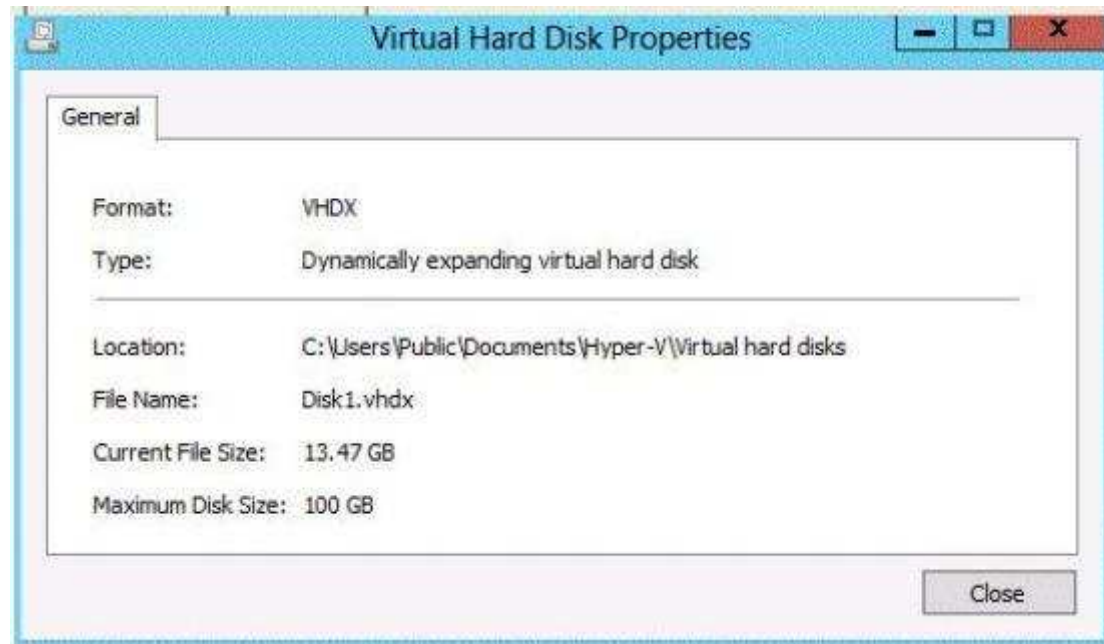 Virtual Hard Disk Properties
General
Format: VHDX
Type: Dynamically expanding virtual hard disk
Location: C:\Users\Public\Documents\Hyper-V\Virtual hard disks
File Name: Disk1.vhdx
Current File Size: 13.47 GB
Maximum Disk Size: 100 GB
Close